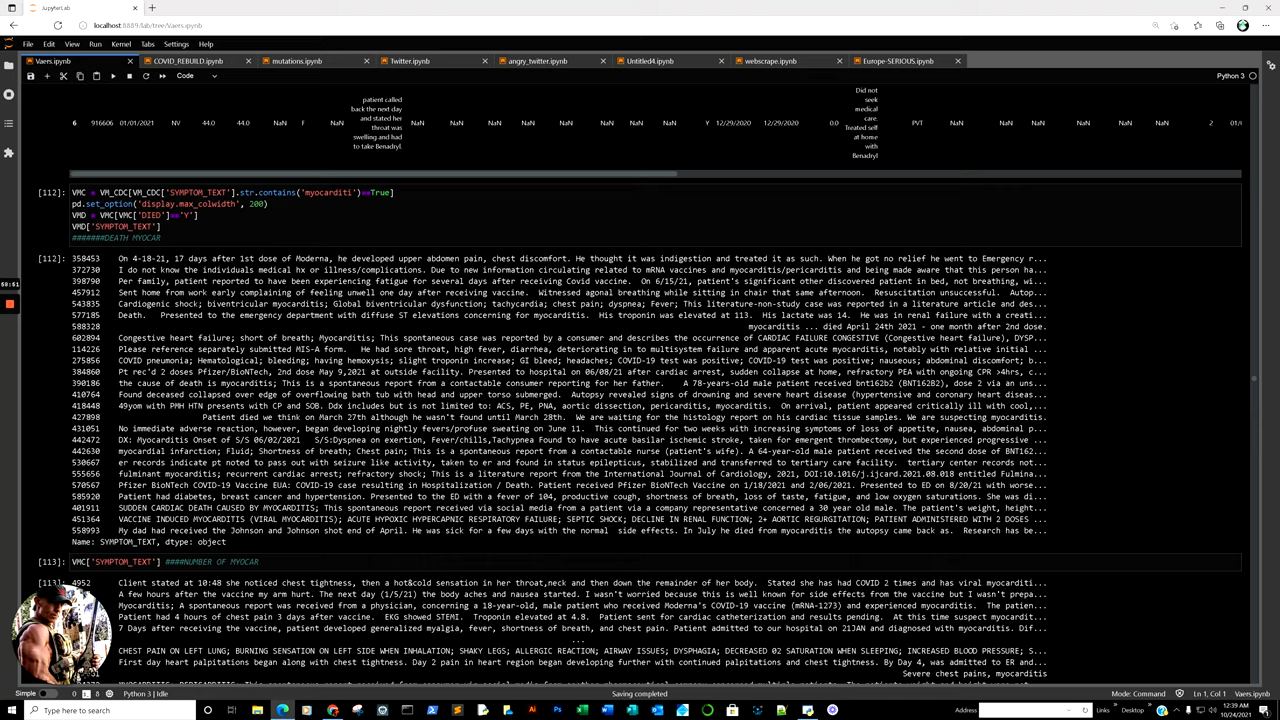 JupyterLab
localhost:8889/lab/tree/Vaers.ipynb
File Edit View Run Kernel Tabs Settings Help
Vaers.ipynb COVID_REBUILD.ipynb mutations.ipynb Twitter.ipynb angry_twitter.ipynb Untitled4.ipynb webscrape.ipynb Europe-SERIOUS.ipynb
Code Python 3
patient called
back the next day
and stated her
throat was
swelling and had
to take Benadryl.
Did not
seek
medical
care.
Treated self
at home
with
Benadryl
6 916606 01/01/2021 NV 44.0 44.0 NaN F NaN NaN NaN NaN NaN NaN NaN Y 12/29/2020 12/29/2020 0.0 PVT NaN NaN NaN NaN NaN 2
[112]: VMC = VM_CDC[VM_CDC['SYMPTOM_TEXT'].str.contains('myocarditi')==True]
pd.set_option('display.max_colwidth', 200)
VMD = VMC[VMC['DIED']=='Y']
VMD['SYMPTOM_TEXT']
#######DEATH MYOCAR
[112]: 358453 On 4-18-21, 17 days after 1st dose of Moderna, he developed upper abdomen pain, chest discomfort. He thought it was indigestion and treated it as such. When he got no relief he went to Emergency r...
372730 I do not know the individuals medical hx or illness/complications. Due to new information circulating related to mRNA vaccines and myocarditis/pericarditis and being made aware that this person ha...
398790 Per her family, patient reported to have been experiencing fatigue for several days after receiving Covid vaccine. On 6/15/21, patient's significant other discovered patient in bed, not breathing, wi...
457912 Sent home from work early complaining of feeling unwell one day after receiving vaccine. Witnessed agonal breathing while sitting in chair that same afternoon. Resuscitation unsuccessful. Autop...
543835 Cardiogenic shock; biventricular myocarditis; Global biventricular dysfunction; tachycardia; chest pain; dyspnea; Fever; This literature-non-study case was reported in a literature article and des...
577185 Death. Presented to the emergency department with diffuse ST elevations concerning for myocarditis. His troponin was elevated at 113. His lactate was 14. He was in renal failure with a creati...
588328 myocarditis ... died April 24th 2021 - one month after 2nd dose.
602894 Congestive heart failure; short of breath; Myocarditis; This spontaneous case was reported by a consumer and describes the occurrence of CARDIAC FAILURE CONGESTIVE (Congestive heart failure), DYSP...
114226 Please reference separately submitted MIS-A form. He had sore throat, high fever, diarrhea, deteriorating in to multisystem failure and apparent acute myocarditis, notably with relative initial ...
275856 COVID pneumonia; Hematological; bleeding; having hemoxysis; slight troponin increase; GI bleed; headaches; COVID-19 test was positive; COVID-19 test was positive; nauseous; abdominal discomfort; b...
384860 Pt rec'd 2 doses Pfizer/BioNTech, 2nd dose May 9,2021 at outside facility. Presented to hospital on 06/08/21 after cardiac arrest, sudden collapse at home, refractory PEA with ongoing CPR >4hrs, c...
390186 the cause of death is myocarditis; This is a spontaneous report from a contactable consumer reporting for her father. A 78-year-old male patient received bnt162b2 (BNT162B2), dose 2 via an uns...
410764 Found deceased collapsed over edge of overflowing bath tub with head and upper torso submerged. Autopsy revealed signs of drowning and severe heart disease (hypertensive and coronary heart diseas...
418448 49yom with PMH HTN presents with CP and SOB. Ddx includes but is not limited to: ACS, PE, PNA, aortic dissection, pericarditis, myocarditis. On arrival, patient appeared critically ill with cool,...
427898 Patient died we think on March 27th although he wasn't found until March 28th. We are waiting for the histology report on his cardiac tissue samples. We are suspecting myocarditis.
431051 No immediate adverse reaction, however, began developing nightly fevers/profuse sweating on June 11. This continued for two weeks with increasing symptoms of loss of appetite, nausea, abdominal p...
442472 DX: Myocarditis Onset of S/S 06/02/2021 S/S:Dyspnea on exertion, Fever/chills,Tachypnea Found to have acute basilar ischemic stroke, taken for emergent thrombectomy, but experienced progressive ...
442630 myocardial infarction; Fluid; Shortness of Breath; Chest pain; This is a spontaneous report from a contactable nurse (patient's wife). A 64-year-old male patient received the second dose of BNT162...
530667 er records indicate pt noted to pass out with seizure like activity, taken to er and found in status epilepticus, stabilized and transferred to tertiary care facility. tertiary center records not...
555656 fulminant myocarditis; recurrent cardiac arrest; refractory shock; This is a literature report from the International Journal of Cardiology, 2021, DOI:10.1016/j.ijcard.2021.08.018 entitled Fulmina...
570567 Pfizer BioNTech COVID-19 Vaccine EUA: COVID-19 case resulting in Hospitalization / Death. Patient received Pfizer BioNTech Vaccine on 1/18/2021 and 2/06/2021. Presented to ED on 8/20/21 with worse...
585920 Patient had diabetes, breast cancer and hypertension. Presented to the ED with a fever of 104, productive cough, shortness of breath, loss of taste, fatigue, and low oxygen saturations. She was di...
401911 SUDDEN CARDIAC DEATH CAUSED BY MYOCARDITIS; This spontaneous report received via social media from a patient via a company representative concerned a 30 year old male. The patient's weight, height...
451364 VACCINE INDUCED MYOCARDITIS (VIRAL MYOCARDITIS); ACUTE HYPOXIC HYPERCAPNIC RESPIRATORY FAILURE; SEPTIC SHOCK; DECLINE IN RENAL FUNCTION; 2+ AORTIC REGURGITATION; PATIENT ADMINISTERED WITH 2 DOSES ...
558993 My dad had received the Johnson and Johnson shot end of April. He was sick for a few days with the normal side effects. In July he died from myocarditis the autopsy came back as. Research has be...
Name: SYMPTOM_TEXT, dtype: object
[113]: VMC['SYMPTOM_TEXT'] ####NUMBER OF MYOCAR
[113]: 4952 Client stated at 10:48 she noticed chest tightness, then a hot&cold sensation in her throat,neck and then down the remainder of her body. Stated she has had COVID 2 times and has viral myocarditi...
A few hours after the vaccine my arm hurt. The next day (1/5/21) the body aches and nausea started. I wasn't worried because this is well known for side effects from the vaccine but I wasn't prepa...
Myocarditis; A spontaneous report was received from a physician, concerning a 18-year-old, male patient who received Moderna's COVID-19 vaccine (mRNA-1273) and experienced myocarditis. The patien...
Patient had 4 hours of chest pain 3 days after vaccine. EKG showed STEMI. Troponin elevated at 4.8. Patient sent for cardiac catheterization and results pending. At this time suspect myocardit...
7 Days after receiving the vaccine, patient developed generalized myalgia, fever, shortness of breath, and chest pain. Patient admitted to our hospital on 21JAN and diagnosed with myocarditis. Dif...
...
CHEST PAIN ON LEFT LUNG; BURNING SENSATION ON LEFT SIDE WHEN INHALATION; SHAKY LEGS; ALLERGIC REACTION; AIRWAY ISSUES; DYSPHAGIA; DECREASED O2 SATURATION WHEN SLEEPING; INCREASED BLOOD PRESSURE; S...
First day heart palpitations began along with chest tightness. Day 2 pain in heart region began developing further with continued palpitations and chest tightness. By Day 4, was admitted to ER and...
Severe chest pains, myocarditis
Simple 0 8 Python 3 | Idle Saving completed Mode: Command Ln 1, Col 1 Vaers.ipynb
Type here to search Address Links Desktop 12:39 AM
10/24/2021